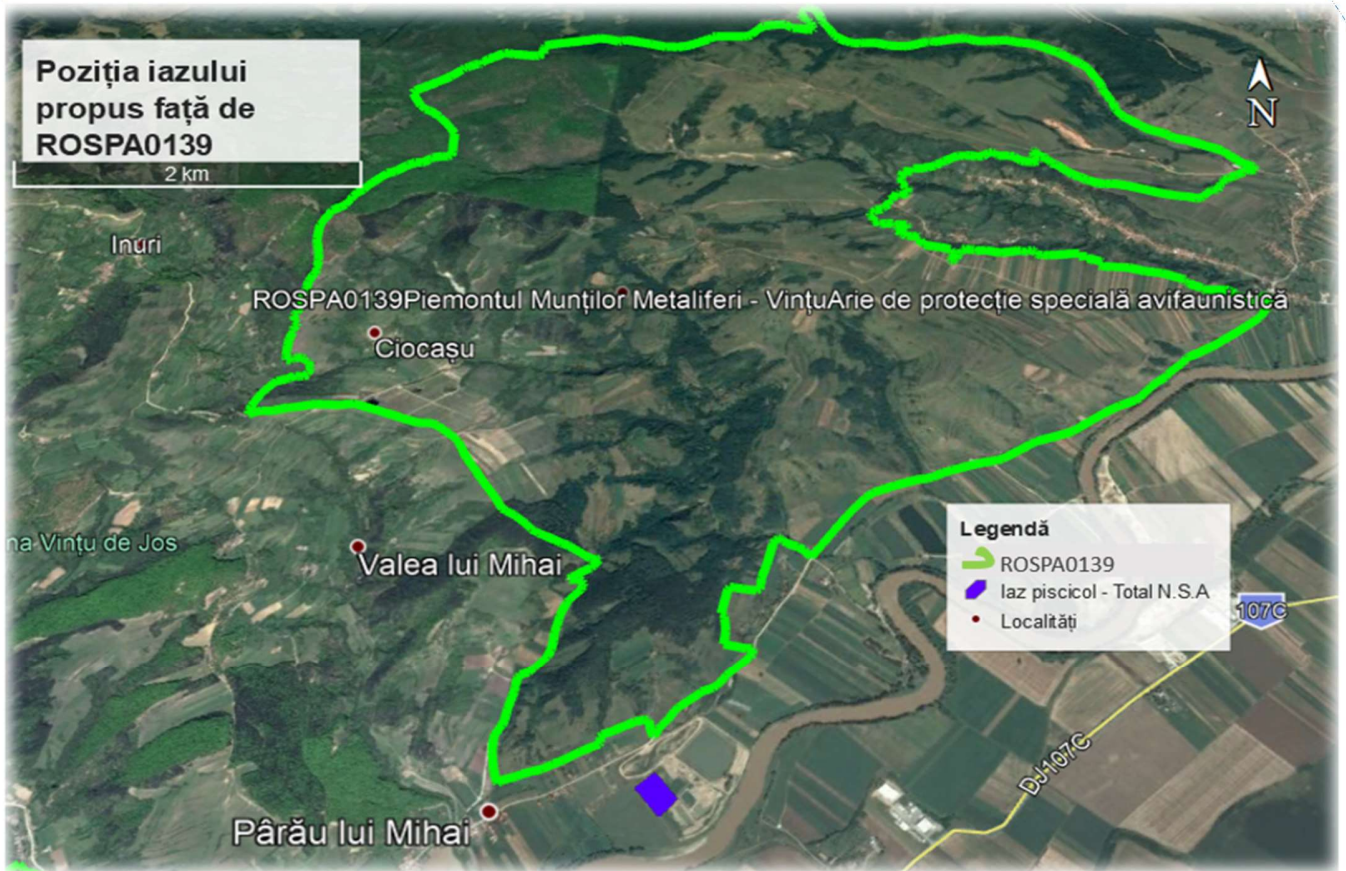 Poziția iazului
propus față de
ROSPA0139
2 km
N
Inuri
ROSPA0139Piemontul Munților Metaliferi - VințuArie de protecție specială avifaunistică
Ciocașu
na Vințu de Jos
Valea lui Mihai
Legendă
ROSPA0139
Iaz piscicol - Total N.S.A
Localități
107C
DJ107C
Pârău lui Mihai